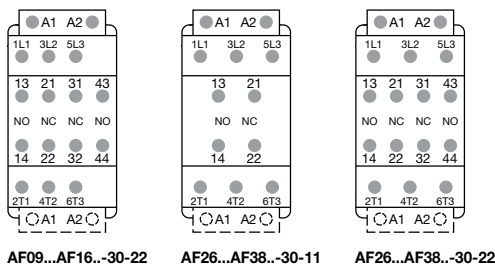 A1 A2
1L1 3L2 5L3
13 21 31 43
NO NC NC NO
14 22 32 44
2T1 4T2 6T3
A1 A2
AF09...AF16..-30-22
A1 A2
1L1 3L2 5L3
13 21
NO NC
14 22
2T1 4T2 6T3
A1 A2
AF26...AF38..-30-11
A1 A2
1L1 3L2 5L3
13 21 31 43
NO NC NC NO
14 22 32 44
2T1 4T2 6T3
A1 A2
AF26...AF38..-30-22